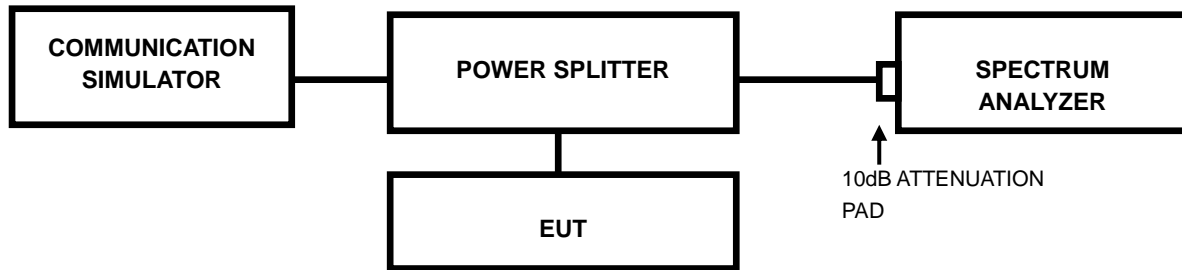 COMMUNICATION
SIMULATOR
POWER SPLITTER
SPECTRUM
ANALYZER
10dB ATTENUATION
PAD
EUT